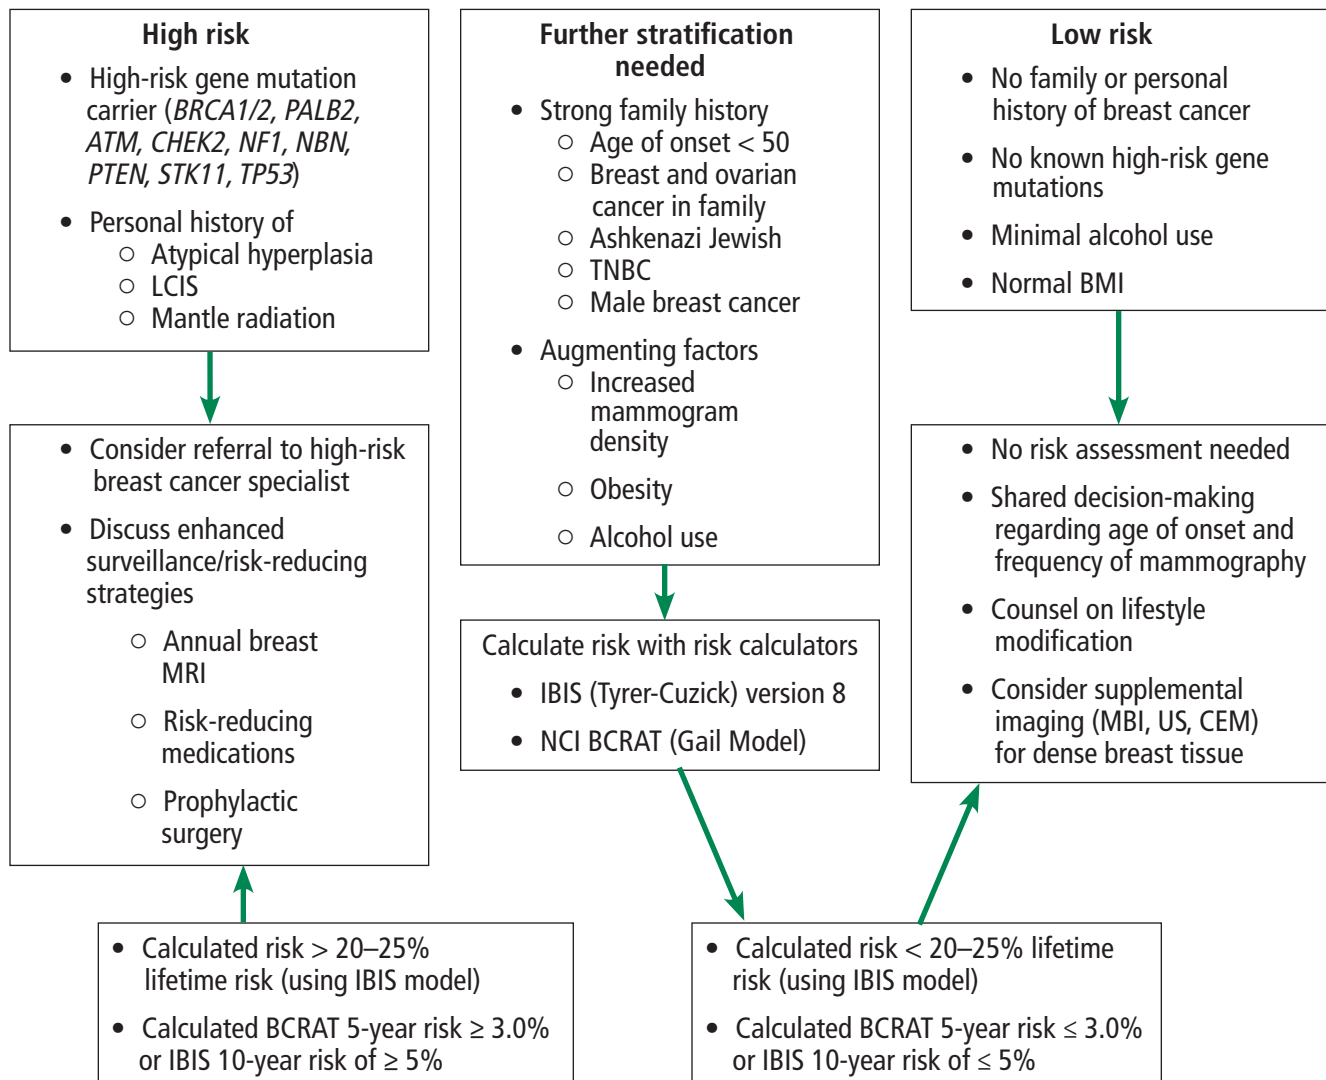 High risk
• High-risk gene mutation
carrier (BRCA1/2, PALB2,
ATM, CHEK2, NF1, NBN,
PTEN, STK11, TP53)
• Personal history of
○ Atypical hyperplasia
○ LCIS
○ Mantle radiation
Further stratification
needed
• Strong family history
○ Age of onset < 50
○ Breast and ovarian
cancer in family
○ Ashkenazi Jewish
○ TNBC
○ Male breast cancer
• Augmenting factors
○ Increased
mammogram
density
○ Obesity
○ Alcohol use
Low risk
• No family or personal
history of breast cancer
• No known high-risk gene
mutations
• Minimal alcohol use
• Normal BMI
• Consider referral to high-risk
breast cancer specialist
• Discuss enhanced
surveillance/risk-reducing
strategies
○ Annual breast
MRI
○ Risk-reducing
medications
○ Prophylactic
surgery
Calculate risk with risk calculators
• IBIS (Tyrer-Cuzick) version 8
• NCI BCRAT (Gail Model)
• No risk assessment needed
• Shared decision-making
regarding age of onset and
frequency of mammography
• Counsel on lifestyle
modification
• Consider supplemental
imaging (MBI, US, CEM)
for dense breast tissue
• Calculated risk > 20–25%
lifetime risk (using IBIS model)
• Calculated BCRAT 5-year risk ≥ 3.0%
or IBIS 10-year risk of ≥ 5%
• Calculated risk < 20–25% lifetime
risk (using IBIS model)
• Calculated BCRAT 5-year risk ≤ 3.0%
or IBIS 10-year risk of ≤ 5%